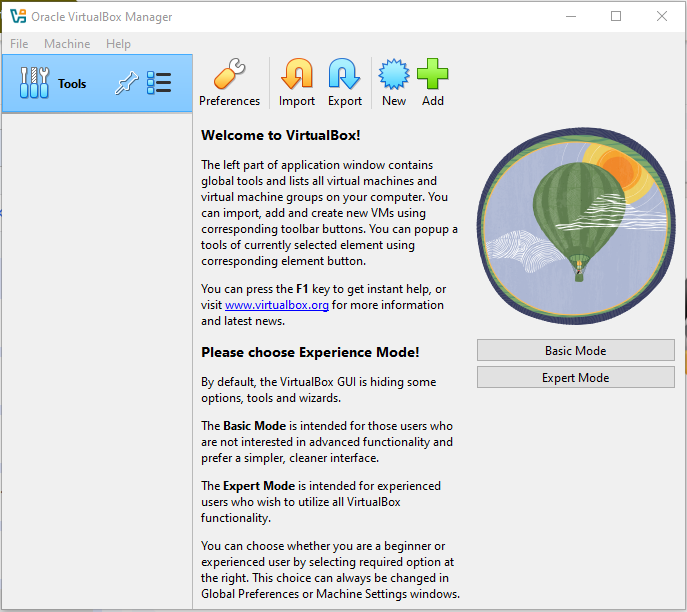 Oracle VirtualBox Manager
File Machine Help
Tools
Preferences Import Export New Add
Welcome to VirtualBox!
The left part of application window contains
global tools and lists all virtual machines and
virtual machine groups on your computer. You
can import, add and create new VMs using
corresponding toolbar buttons. You can popup a
tools of currently selected element using
corresponding element button.
You can press the F1 key to get instant help, or
visit www.virtualbox.org for more information
and latest news.
Please choose Experience Mode!
By default, the VirtualBox GUI is hiding some
options, tools and wizards.
The Basic Mode is intended for those users who
are not interested in advanced functionality and
prefer a simpler, cleaner interface.
The Expert Mode is intended for experienced
users who wish to utilize all VirtualBox
functionality.
You can choose whether you are a beginner or
experienced user by selecting required option at
the right. This choice can always be changed in
Global Preferences or Machine Settings windows.
Basic Mode
Expert Mode